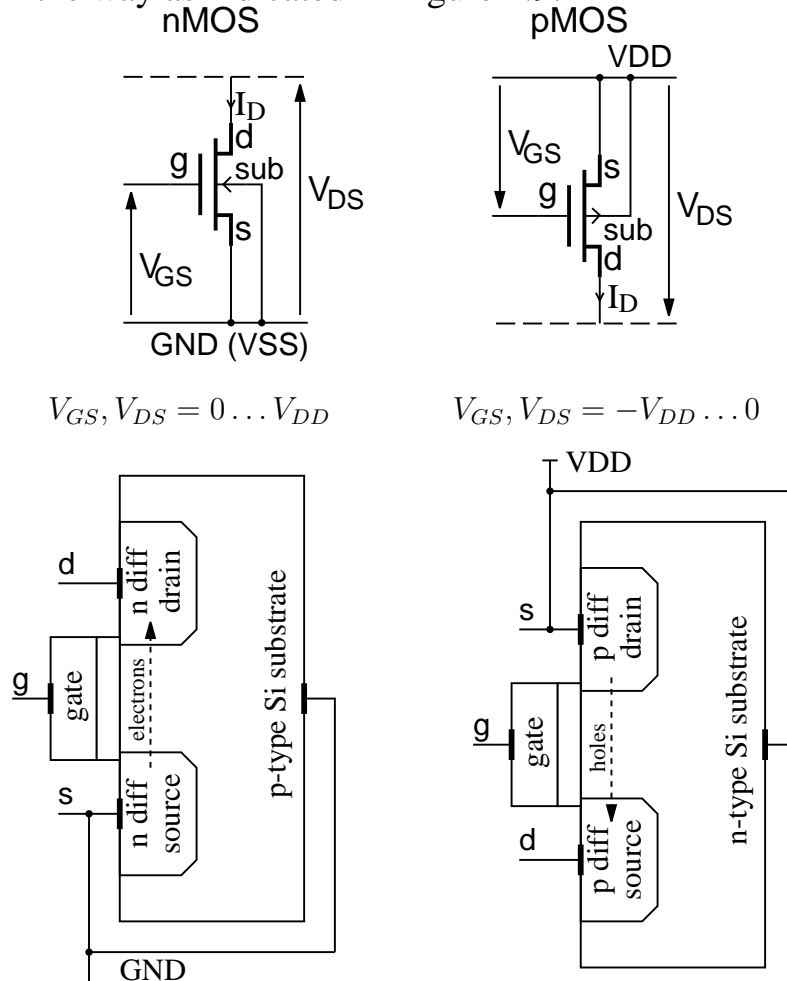 nMOS
pMOS
VDD
I_D
d
g
sub
s
V_GS
V_DS
GND (VSS)
V_GS
s
g
sub
d
I_D
V_DS
V_GS, V_DS = 0 … V_DD
V_GS, V_DS = −V_DD … 0
d
n diff
drain
g
gate
electrons
s
n diff
source
p-type Si substrate
GND
VDD
s
p diff
drain
g
gate
holes
d
p diff
source
n-type Si substrate